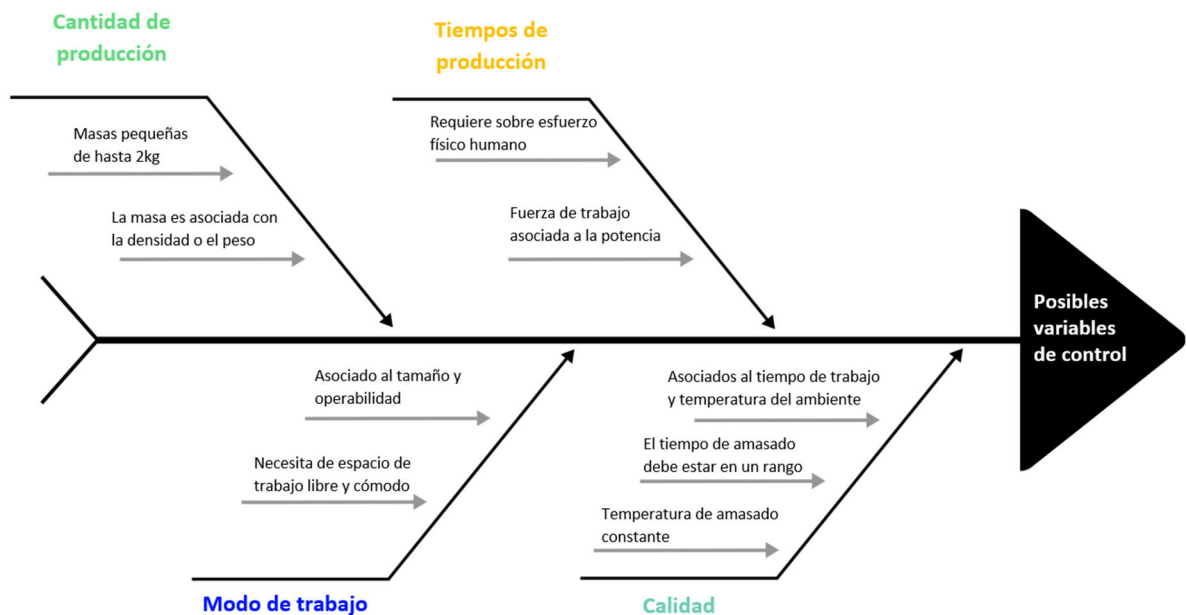 Cantidad de
producción
Tiempos de
producción
Masas pequeñas
de hasta 2kg
La masa es asociada con
la densidad o el peso
Requiere sobre esfuerzo
físico humano
Fuerza de trabajo
asociada a la potencia
Posibles
variables
de control
Asociado al tamaño y
operabilidad
Necesita de espacio de
trabajo libre y cómodo
Modo de trabajo
Asociados al tiempo de trabajo
y temperatura del ambiente
El tiempo de amasado
debe estar en un rango
Temperatura de amasado
constante
Calidad